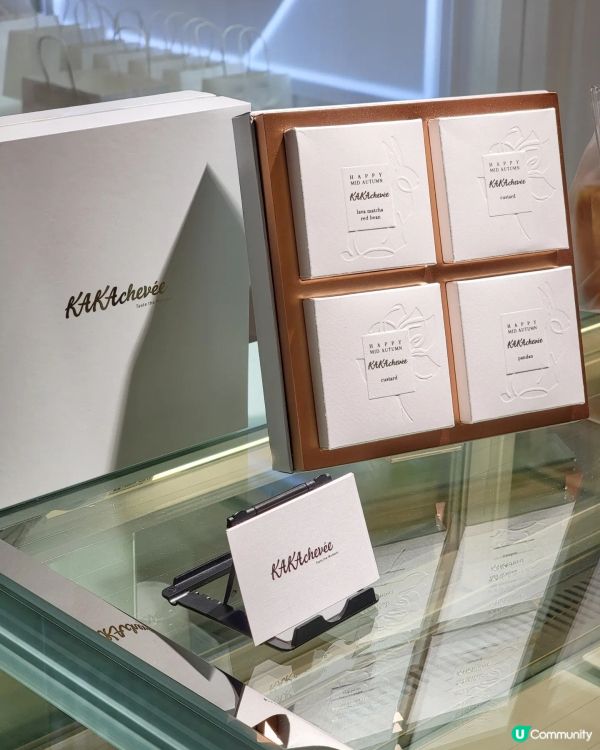 KAKAchevée
HAPPY
MID AUTUMN
KAKAchevée
lava matcha
red bean
HAPPY
MID AUTUMN
KAKAchevée
custard
HAPPY
MID AUTUMN
KAKAchevée
custard
HAPPY
MID AUTUMN
KAKAchevée
pandan
KAKAchevée
KAKAchevée
U Community